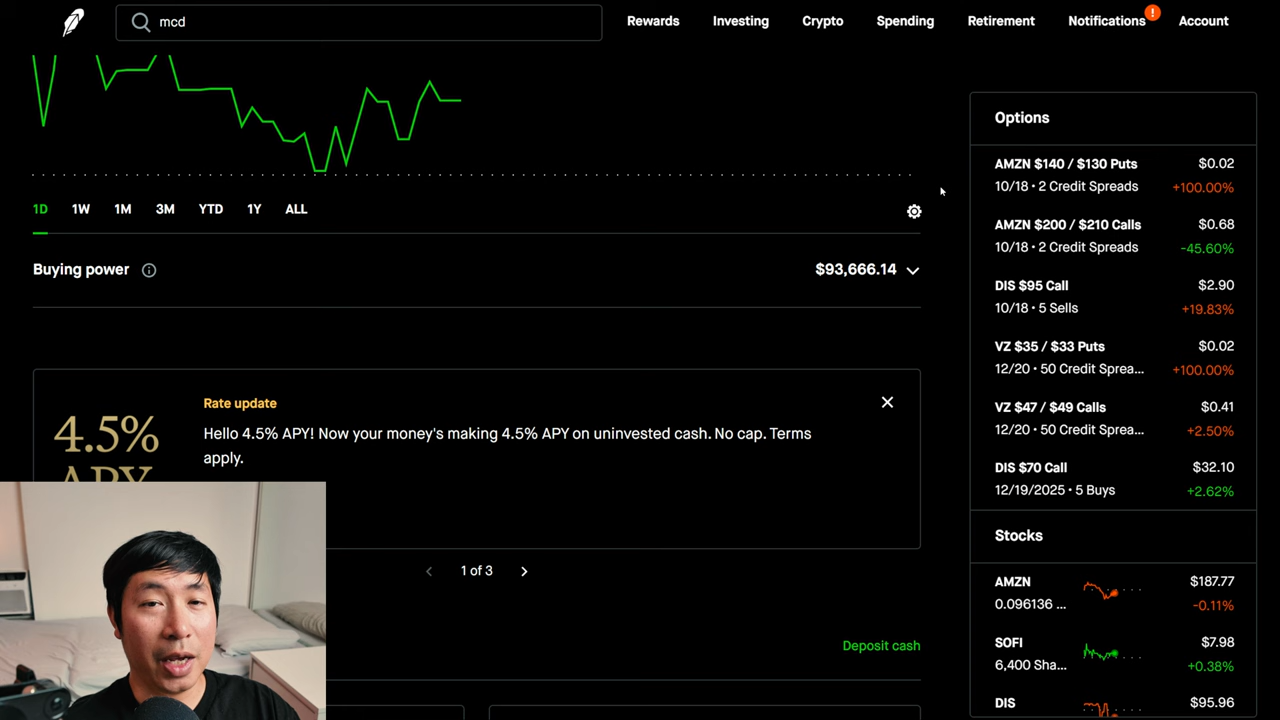 mcd
Rewards
Investing
Crypto
Spending
Retirement
Notifications
!
Account
1D
1W
1M
3M
YTD
1Y
ALL
Buying power
$93,666.14
4.5%
APY
Rate update
Hello 4.5% APY! Now your money's making 4.5% APY on uninvested cash. No cap. Terms
apply.
1 of 3
Deposit cash
Options
AMZN $140 / $130 Puts $0.02
10/18 • 2 Credit Spreads +100.00%
AMZN $200 / $210 Calls $0.68
10/18 • 2 Credit Spreads -45.60%
DIS $95 Call $2.90
10/18 • 5 Sells +19.83%
VZ $35 / $33 Puts $0.02
12/20 • 50 Credit Sprea... +100.00%
VZ $47 / $49 Calls $0.41
12/20 • 50 Credit Sprea... +2.50%
DIS $70 Call $32.10
12/19/2025 • 5 Buys +2.62%
Stocks
AMZN $187.77
0.096136 ... -0.11%
SOFI $7.98
6,400 Sha... +0.38%
DIS $95.96